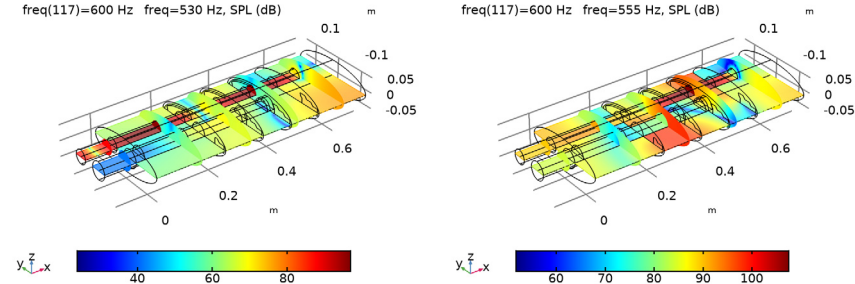 freq(117)=600 Hz freq=530 Hz, SPL (dB)
m
0.1
-0.1
0.05
0
-0.05
0.6
0.4
0.2
m
0
y z x
40 60 80
freq(117)=600 Hz freq=555 Hz, SPL (dB)
m
0.1
-0.1
0.05
0
-0.05
0.6
0.4
0.2
m
0
y z x
60 70 80 90 100